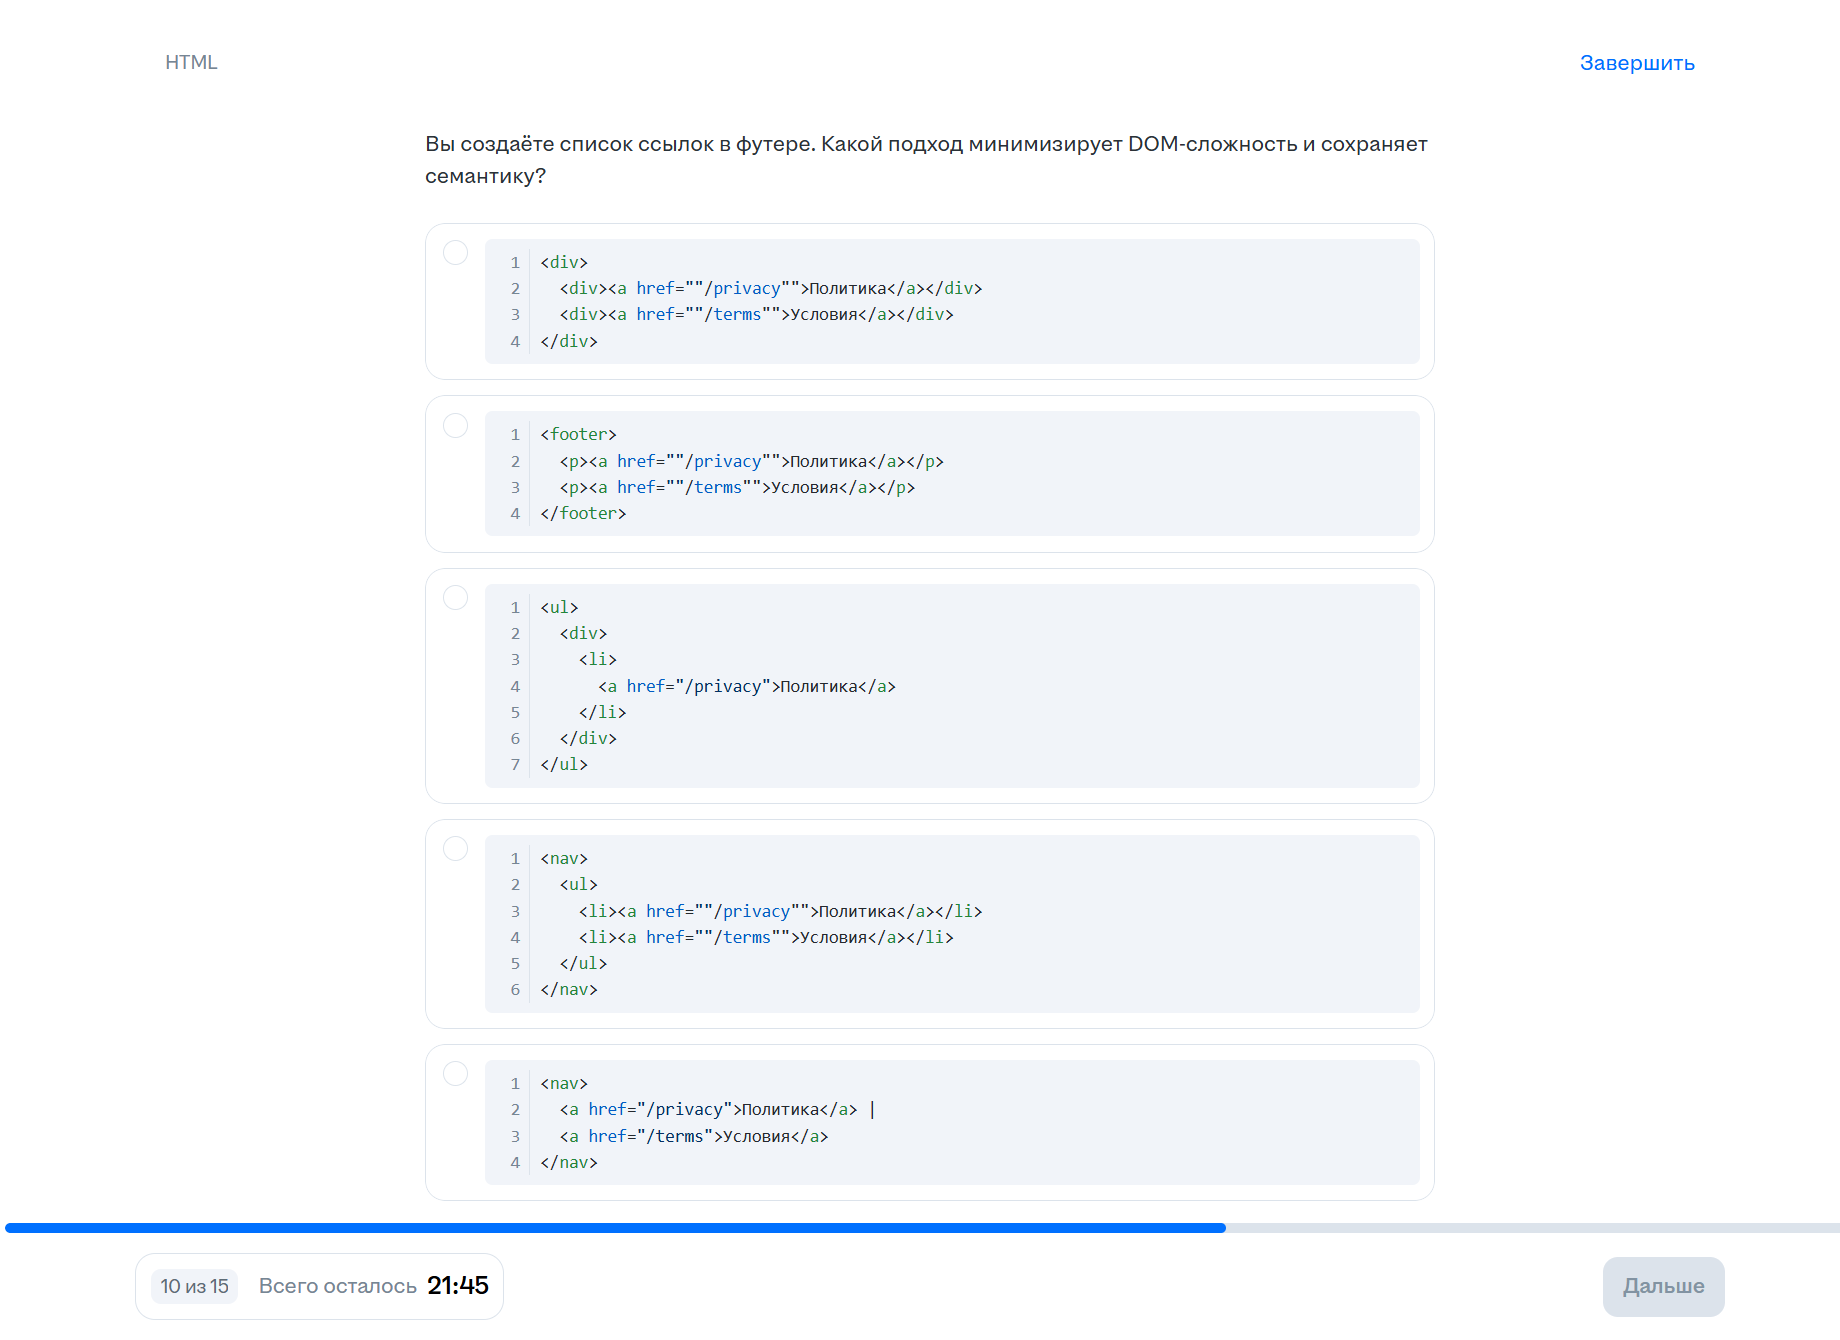 HTML
Завершить
Вы создаёте список ссылок в футере. Какой подход минимизирует DOM-сложность и сохраняет
семантику?
1 <div>
2 <div><a href=""/privacy"">Политика</a></div>
3 <div><a href=""/terms"">Условия</a></div>
4 </div>
1 <footer>
2 <p><a href=""/privacy"">Политика</a></p>
3 <p><a href=""/terms"">Условия</a></p>
4 </footer>
1 <ul>
2 <div>
3 <li>
4 <a href="/privacy">Политика</a>
5 </li>
6 </div>
7 </ul>
1 <nav>
2 <ul>
3 <li><a href=""/privacy"">Политика</a></li>
4 <li><a href=""/terms"">Условия</a></li>
5 </ul>
6 </nav>
1 <nav>
2 <a href="/privacy">Политика</a> |
3 <a href="/terms">Условия</a>
4 </nav>
10 из 15 Всего осталось 21:45
Дальше